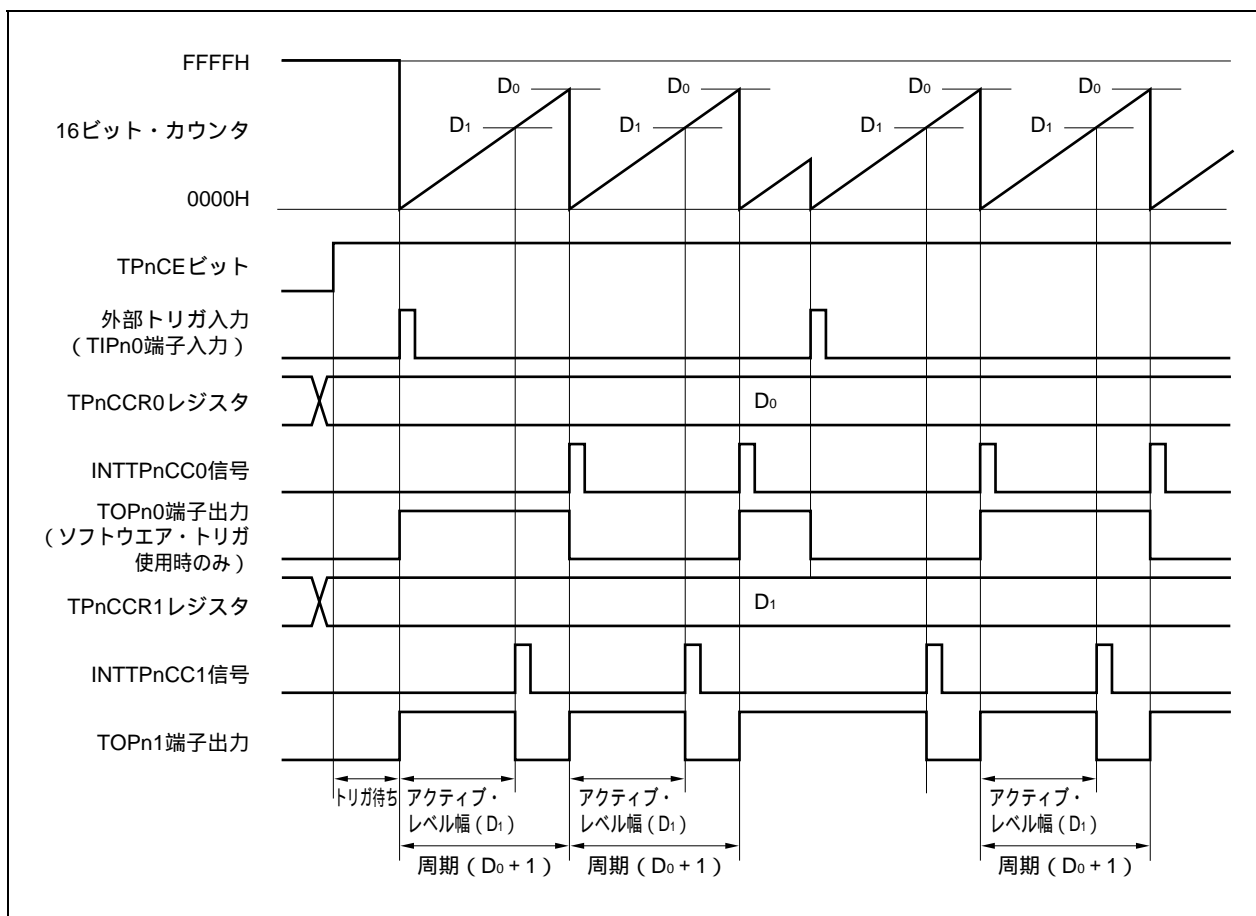 FFFFH
D0
D0
D0
D0
16ビット・カウンタ
D1
D1
D1
D1
0000H
TPnCEビット
外部トリガ入力
（TIPn0端子入力）
TPnCCR0レジスタ
D0
INTTPnCC0信号
TOPn0端子出力
（ソフトウエア・トリガ
使用時のみ）
TPnCCR1レジスタ
D1
INTTPnCC1信号
TOPn1端子出力
トリガ待ち
アクティブ・
レベル幅（D1）
アクティブ・
レベル幅（D1）
アクティブ・
レベル幅（D1）
周期（D0＋1）
周期（D0＋1）
周期（D0＋1）